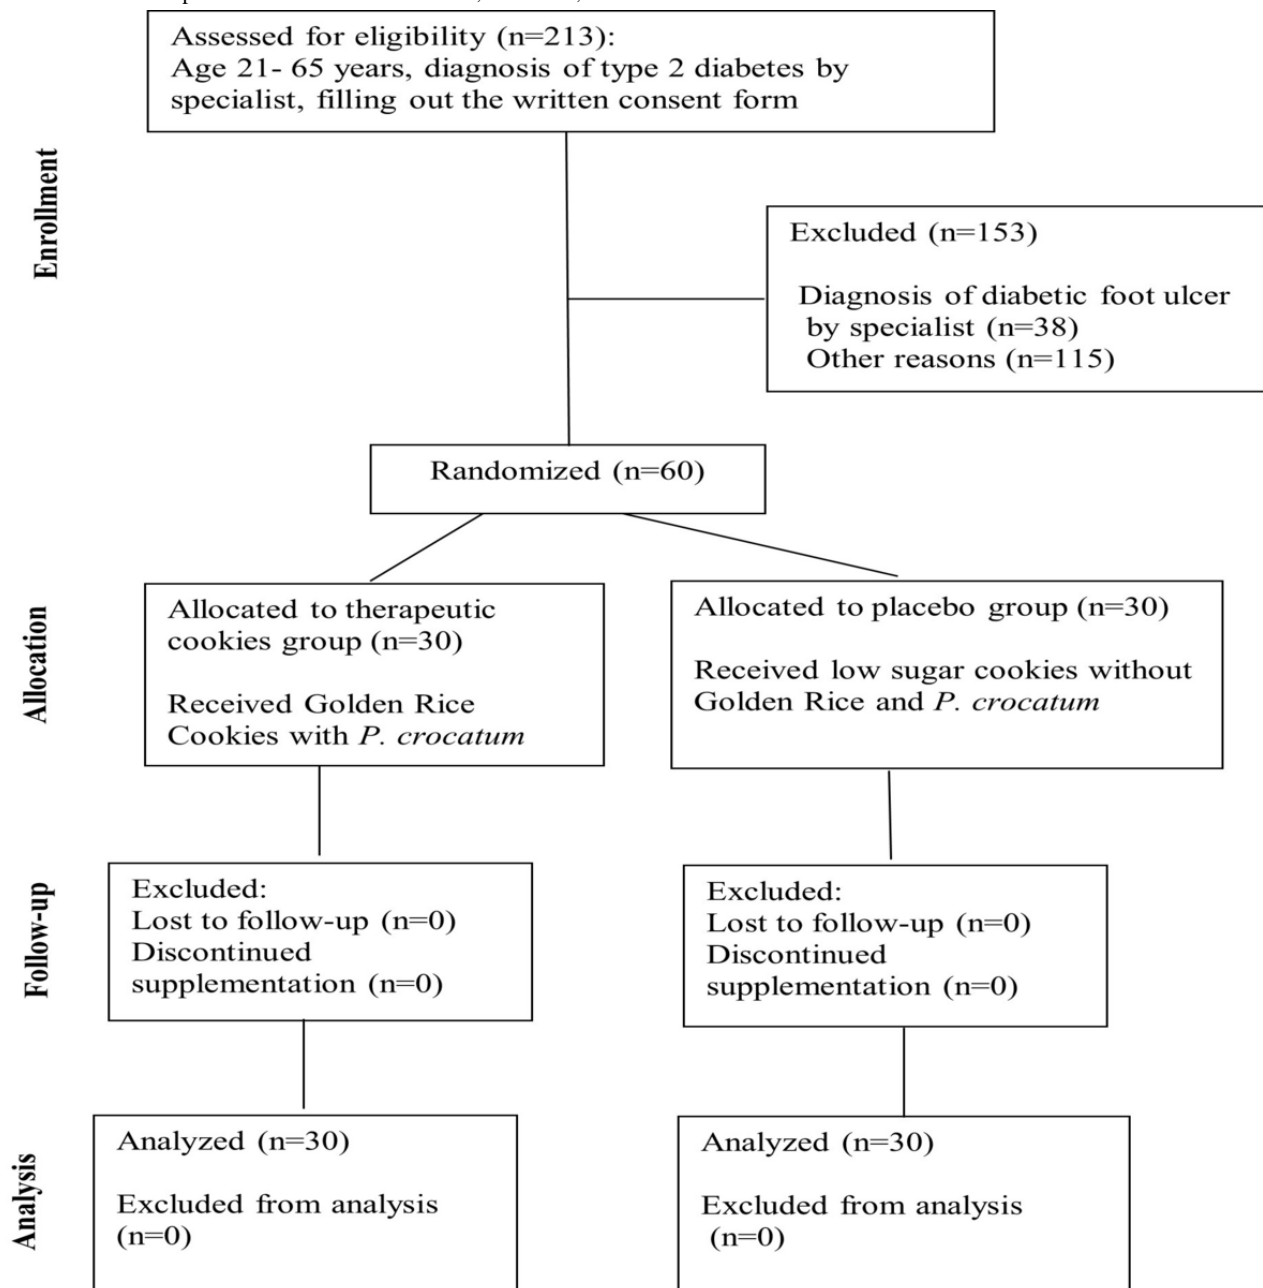 Assessed for eligibility (n=213):
Age 21- 65 years, diagnosis of type 2 diabetes by
specialist, filling out the written consent form
Enrollment
Excluded (n=153)
Diagnosis of diabetic foot ulcer
by specialist (n=38)
Other reasons (n=115)
Randomized (n=60)
Allocation
Allocated to therapeutic
cookies group (n=30)
Received Golden Rice
Cookies with P. crocatum
Allocated to placebo group (n=30)
Received low sugar cookies without
Golden Rice and P. crocatum
Follow-up
Excluded:
Lost to follow-up (n=0)
Discontinued
supplementation (n=0)
Excluded:
Lost to follow-up (n=0)
Discontinued
supplementation (n=0)
Analysis
Analyzed (n=30)
Excluded from analysis
(n=0)
Analyzed (n=30)
Excluded from analysis
(n=0)